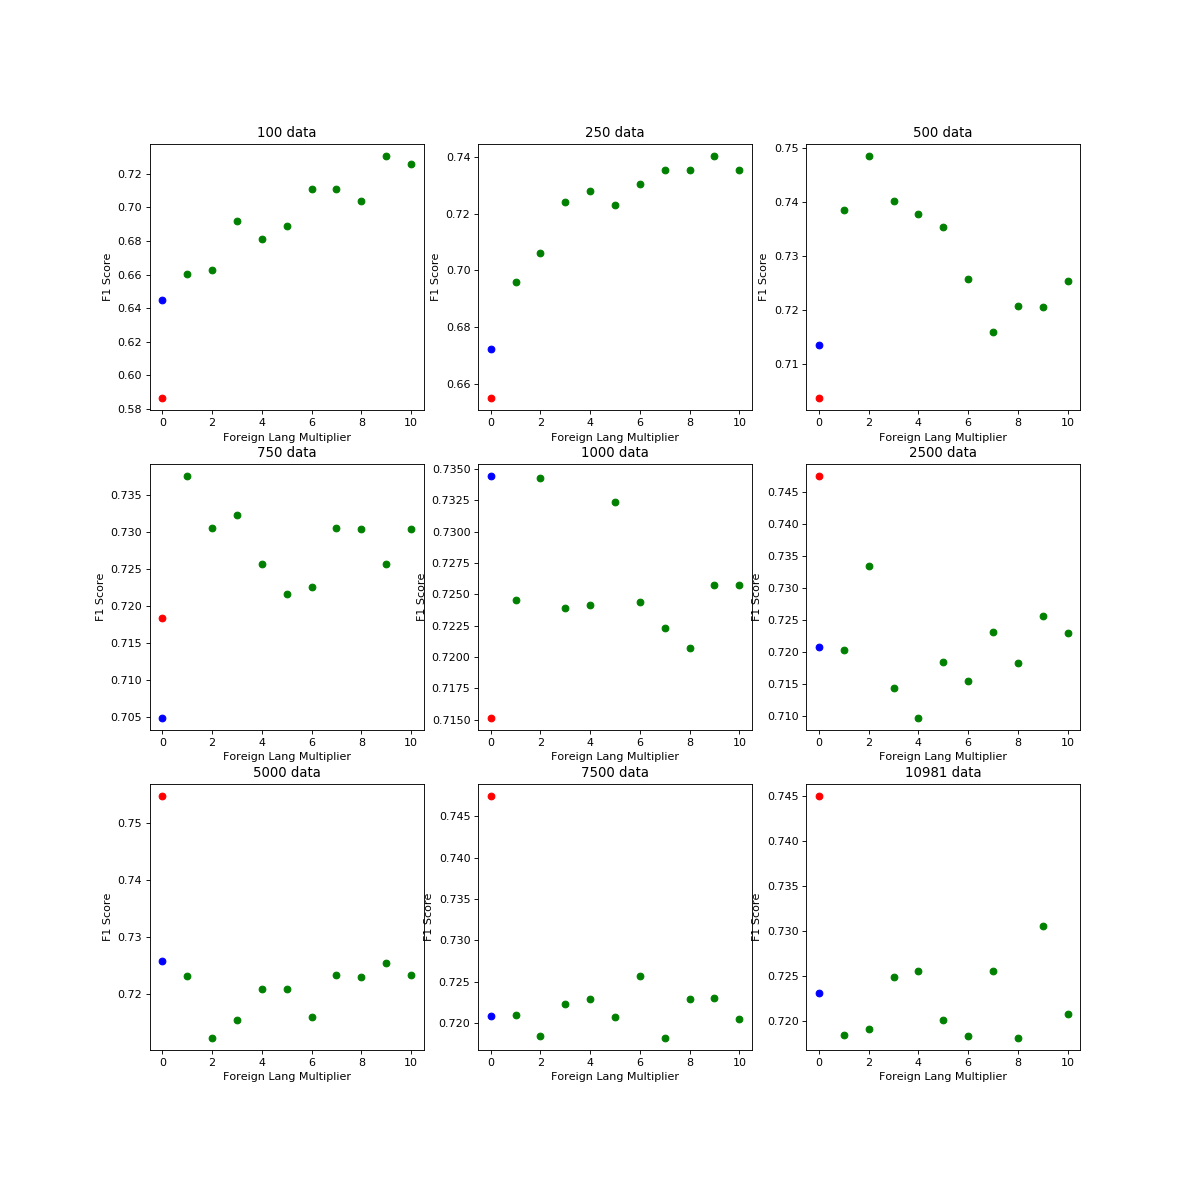 100 data
250 data
500 data
F1 Score
0.72
0.70
0.68
0.66
0.64
0.62
0.60
0.58
0 2 4 6 8 10
Foreign Lang Multiplier
F1 Score
0.74
0.72
0.70
0.68
0.66
0 2 4 6 8 10
Foreign Lang Multiplier
F1 Score
0.75
0.74
0.73
0.72
0.71
0 2 4 6 8 10
Foreign Lang Multiplier
750 data
1000 data
2500 data
F1 Score
0.735
0.730
0.725
0.720
0.715
0.710
0.705
0 2 4 6 8 10
Foreign Lang Multiplier
F1 Score
0.7350
0.7325
0.7300
0.7275
0.7250
0.7225
0.7200
0.7175
0.7150
0 2 4 6 8 10
Foreign Lang Multiplier
F1 Score
0.745
0.740
0.735
0.730
0.725
0.720
0.715
0.710
0 2 4 6 8 10
Foreign Lang Multiplier
5000 data
7500 data
10981 data
F1 Score
0.75
0.74
0.73
0.72
0 2 4 6 8 10
Foreign Lang Multiplier
F1 Score
0.745
0.740
0.735
0.730
0.725
0.720
0 2 4 6 8 10
Foreign Lang Multiplier
F1 Score
0.745
0.740
0.735
0.730
0.725
0.720
0 2 4 6 8 10
Foreign Lang Multiplier